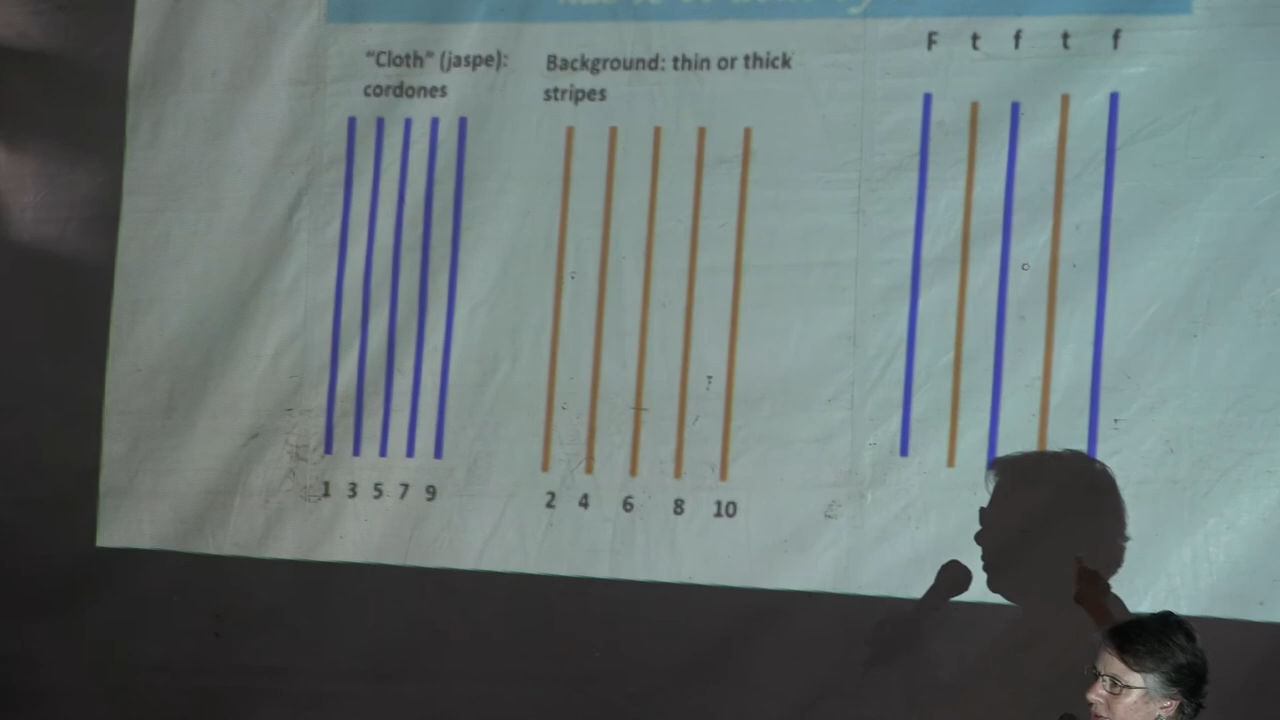 “Cloth” (jaspe):
cordones
Background: thin or thick
stripes
F t f t f
1 3 5 7 9
2 4 6 8 10